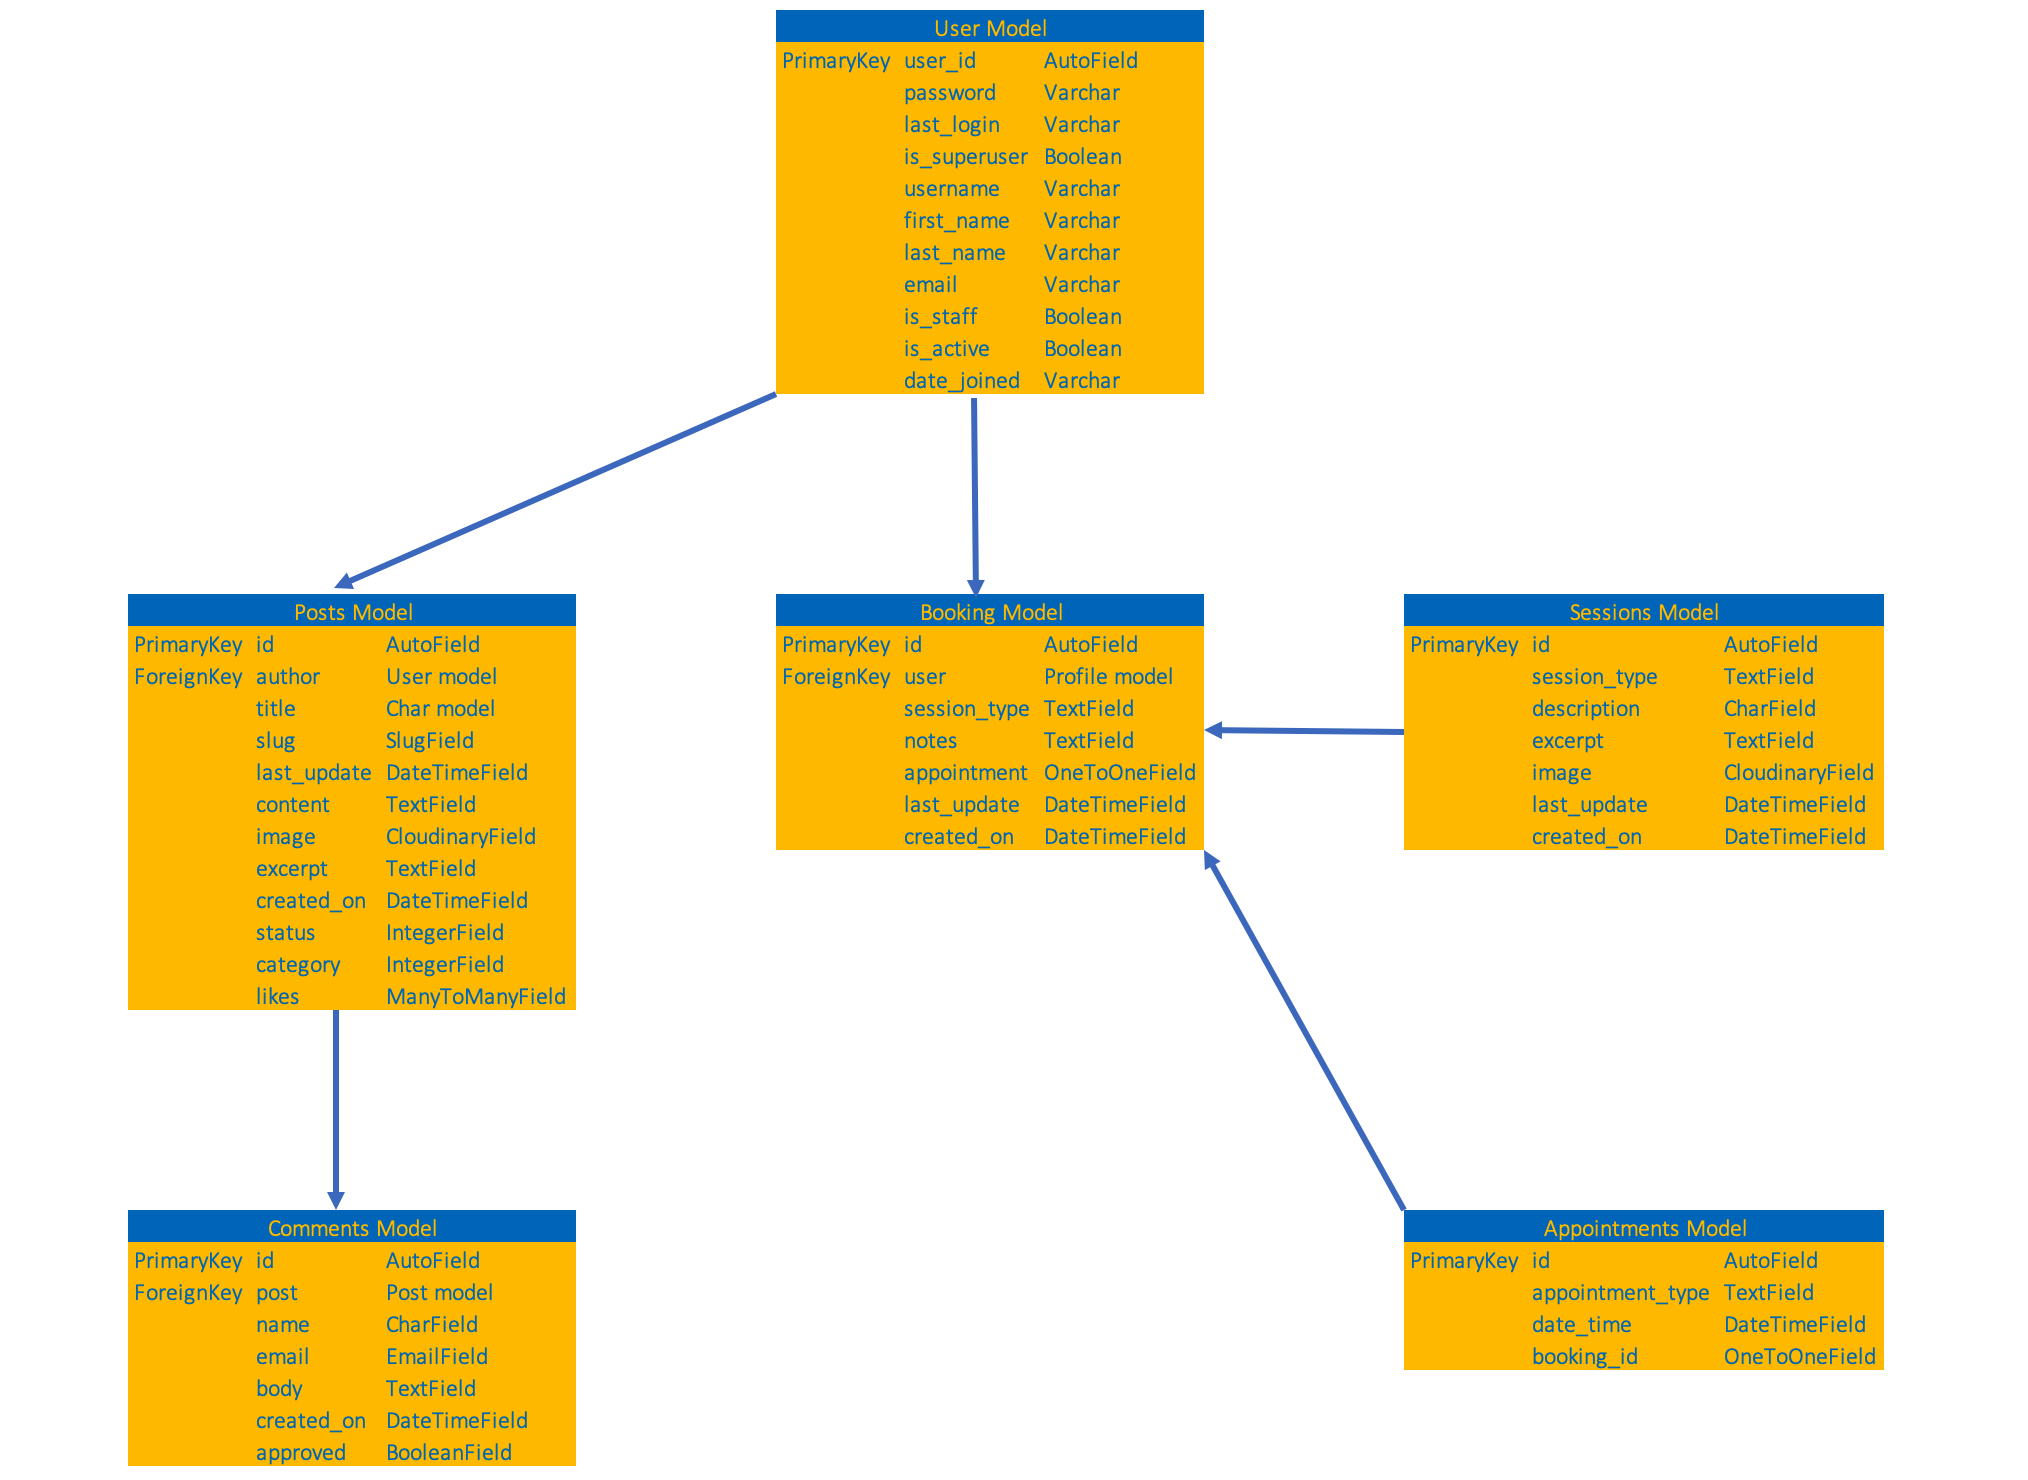 User Model
PrimaryKey user_id AutoField
password Varchar
last_login Varchar
is_superuser Boolean
username Varchar
first_name Varchar
last_name Varchar
email Varchar
is_staff Boolean
is_active Boolean
date_joined Varchar
Posts Model
PrimaryKey id AutoField
ForeignKey author User model
title Char model
slug SlugField
last_update DateTimeField
content TextField
image CloudinaryField
excerpt TextField
created_on DateTimeField
status IntegerField
category IntegerField
likes ManyToManyField
Booking Model
PrimaryKey id AutoField
ForeignKey user Profile model
session_type TextField
notes TextField
appointment OneToOneField
last_update DateTimeField
created_on DateTimeField
Sessions Model
PrimaryKey id AutoField
session_type TextField
description CharField
excerpt TextField
image CloudinaryField
last_update DateTimeField
created_on DateTimeField
Comments Model
PrimaryKey id AutoField
ForeignKey post Post model
name CharField
email EmailField
body TextField
created_on DateTimeField
approved BooleanField
Appointments Model
PrimaryKey id AutoField
appointment_type TextField
date_time DateTimeField
booking_id OneToOneField